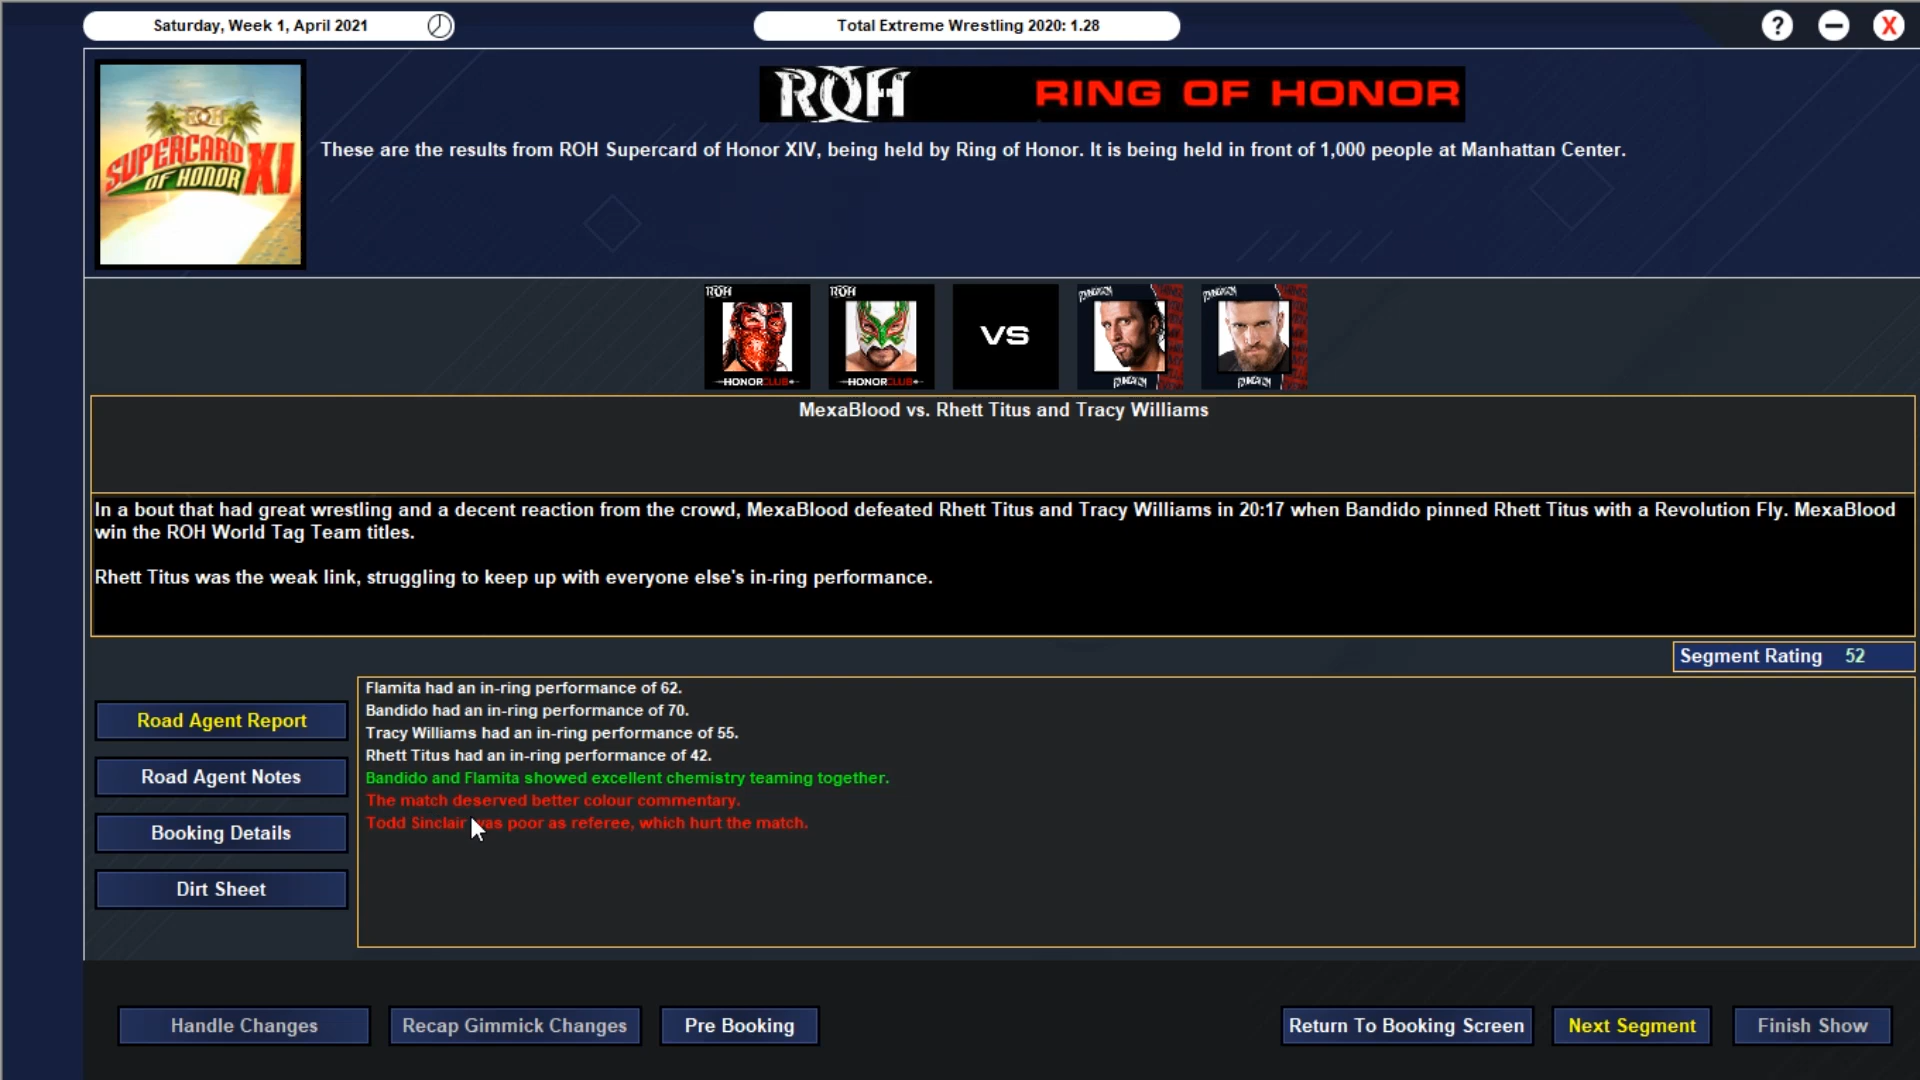 Saturday, Week 1, April 2021
Total Extreme Wrestling 2020: 1.28
?
X
ROH
SUPERCARD
OF HONOR XI
ROH
RING OF HONOR
These are the results from ROH Supercard of Honor XIV, being held by Ring of Honor. It is being held in front of 1,000 people at Manhattan Center.
ROH
ROH
VS
HONORCLUB
HONORCLUB
FOUNDATION
FOUNDATION
MexaBlood vs. Rhett Titus and Tracy Williams
In a bout that had great wrestling and a decent reaction from the crowd, MexaBlood defeated Rhett Titus and Tracy Williams in 20:17 when Bandido pinned Rhett Titus with a Revolution Fly. MexaBlood
win the ROH World Tag Team titles.
Rhett Titus was the weak link, struggling to keep up with everyone else's in-ring performance.
Segment Rating 52
Road Agent Report
Road Agent Notes
Booking Details
Dirt Sheet
Flamita had an in-ring performance of 62.
Bandido had an in-ring performance of 70.
Tracy Williams had an in-ring performance of 55.
Rhett Titus had an in-ring performance of 42.
Bandido and Flamita showed excellent chemistry teaming together.
The match deserved better colour commentary.
Todd Sinclair was poor as referee, which hurt the match.
Handle Changes
Recap Gimmick Changes
Pre Booking
Return To Booking Screen
Next Segment
Finish Show